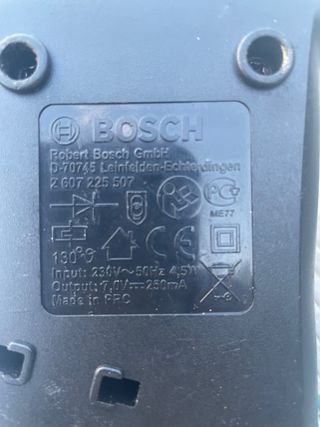 BOSCH
Robert Bosch GmbH
D-70745 Leinfelden-Echterdingen
2 607 225 507
ME77
130°
Input: 230V~50Hz 4,5W
Output: 7,0V⎓250mA
Made in PRC